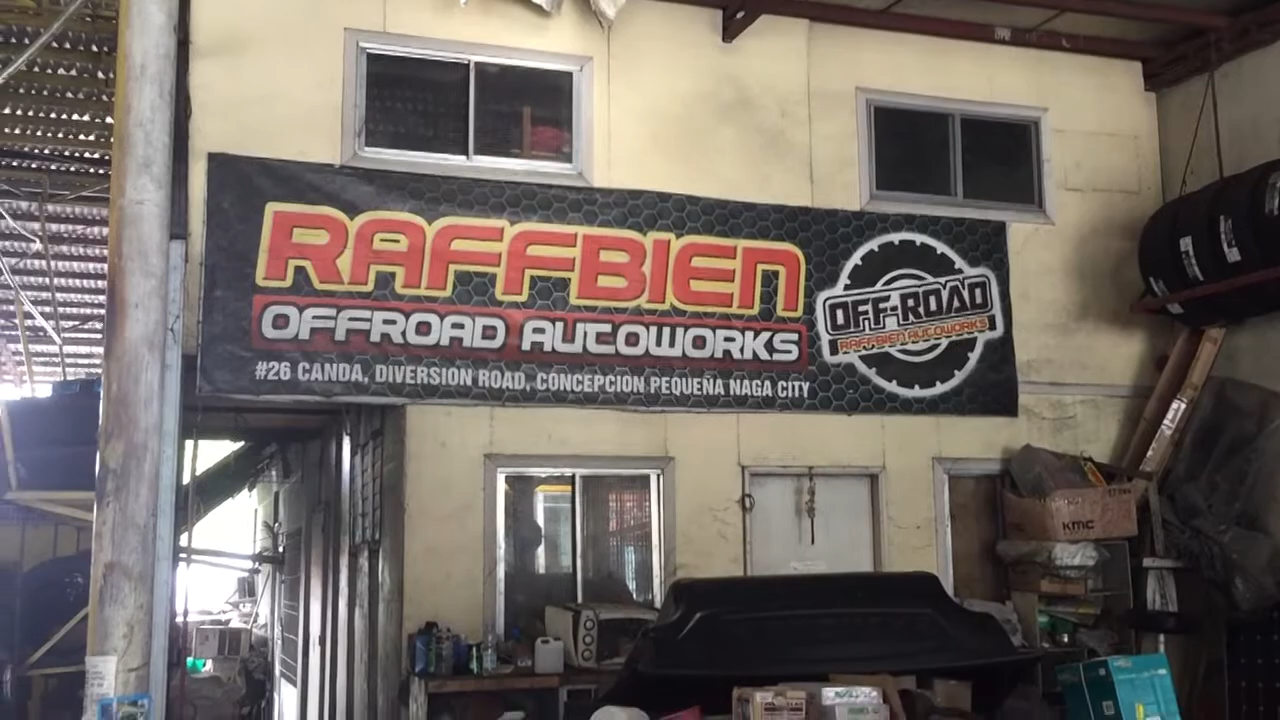 RAFFBIEN
OFFROAD AUTOWORKS
#26 CANDA, DIVERSION ROAD, CONCEPCION PEQUEÑA NAGA CITY
OFF-ROAD
RAFFBIEN AUTOWORKS
KMC